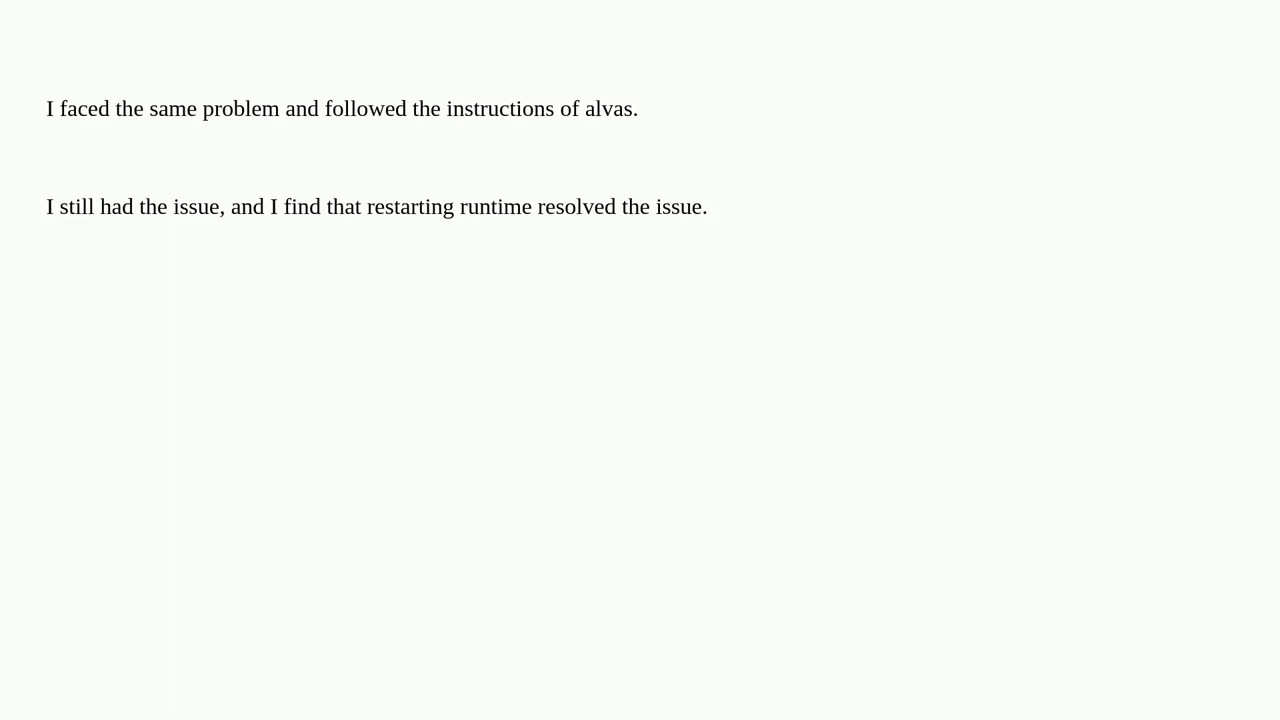 I faced the same problem and followed the instructions of alvas.
I still had the issue, and I find that restarting runtime resolved the issue.